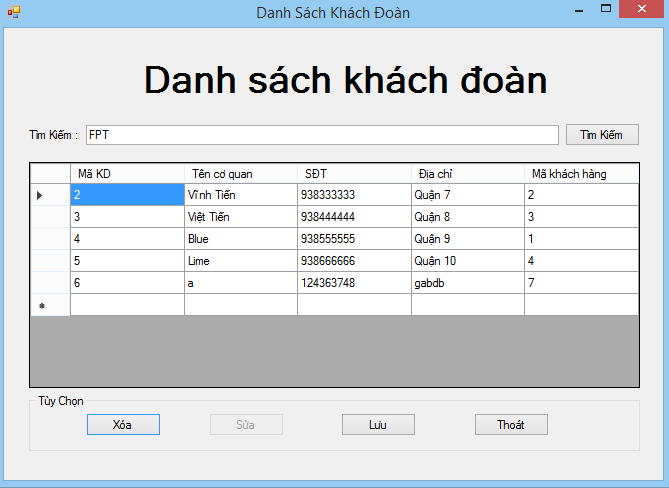 Danh Sách Khách Đoàn
Danh sách khách đoàn
Tìm Kiếm : FPT Tìm Kiếm
Mã KD Tên cơ quan SĐT Địa chỉ Mã khách hàng
2 Vĩnh Tiến 938333333 Quận 7 2
3 Việt Tiến 938444444 Quận 8 3
4 Blue 938555555 Quận 9 1
5 Lime 938666666 Quận 10 4
6 a 124363748 gabdb 7
Tùy Chọn
Xóa Sửa Lưu Thoát